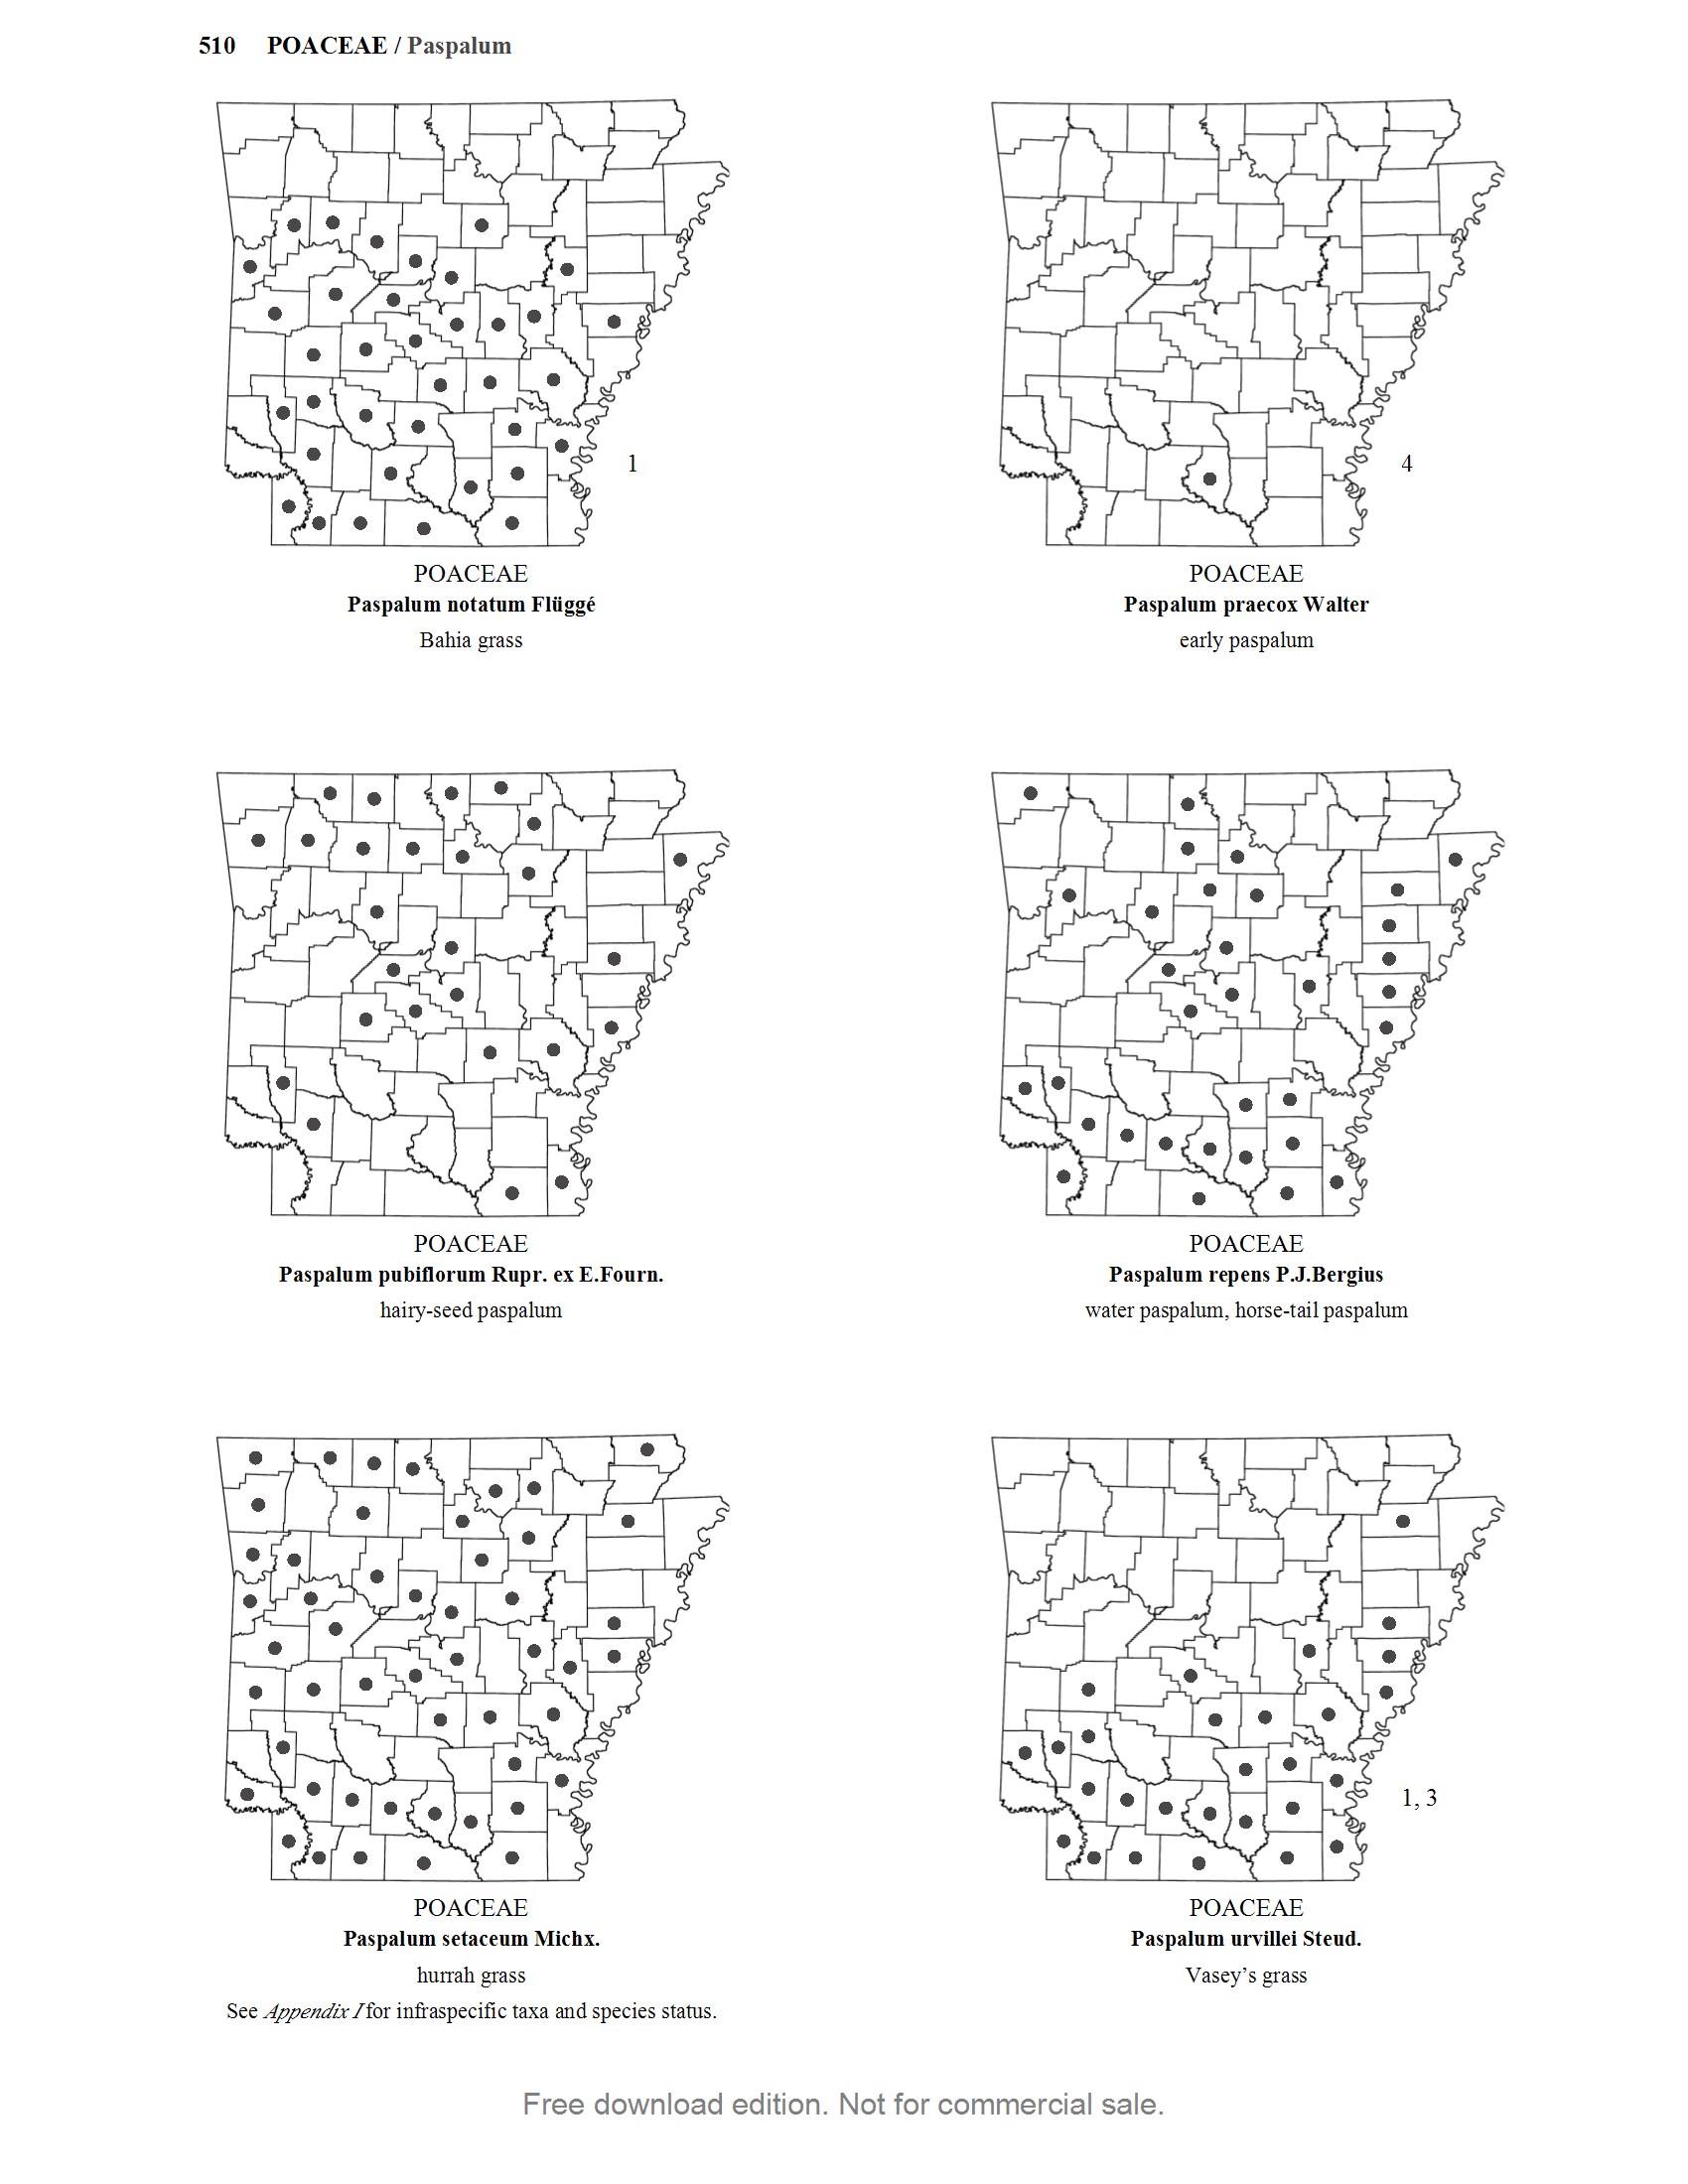 510 POACEAE / Paspalum
1
POACEAE
Paspalum notatum Flüggé
Bahia grass
4
POACEAE
Paspalum praecox Walter
early paspalum
POACEAE
Paspalum pubiflorum Rupr. ex E.Fourn.
hairy-seed paspalum
POACEAE
Paspalum repens P.J.Bergius
water paspalum, horse-tail paspalum
POACEAE
Paspalum setaceum Michx.
hurrah grass
See Appendix I for infraspecific taxa and species status.
1, 3
POACEAE
Paspalum urvillei Steud.
Vasey’s grass
Free download edition. Not for commercial sale.